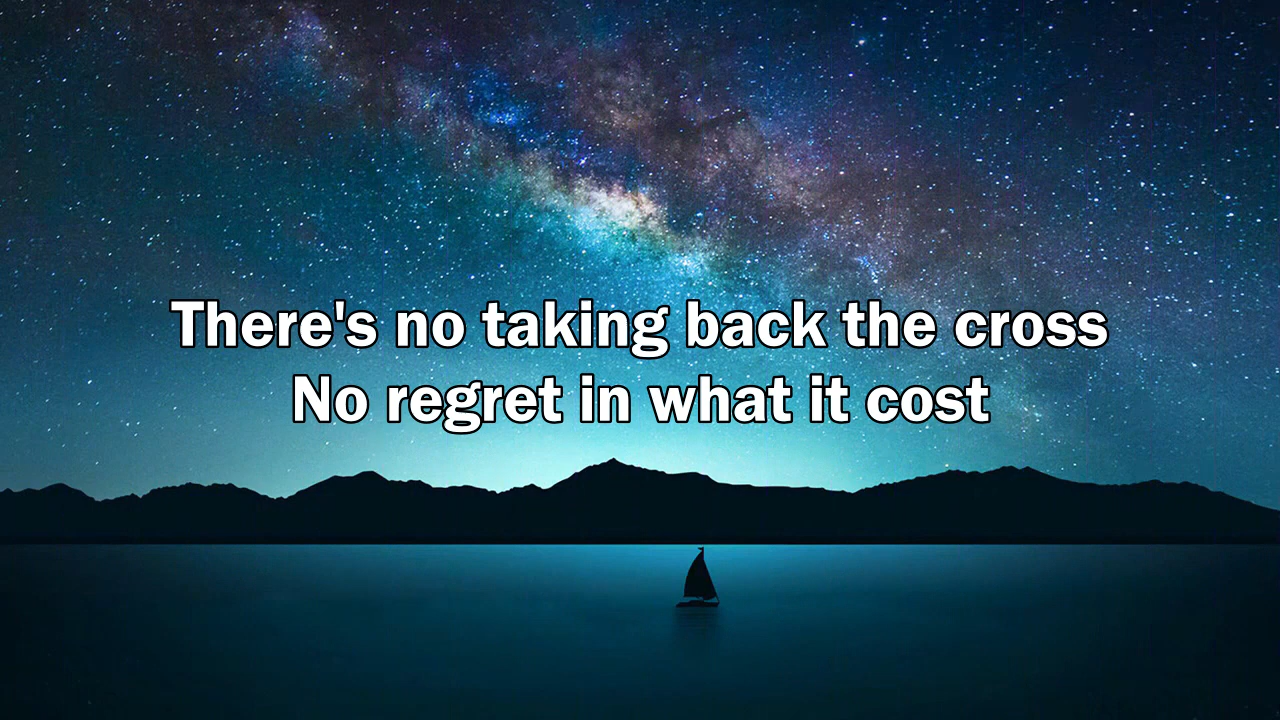 There's no taking back the cross
No regret in what it cost